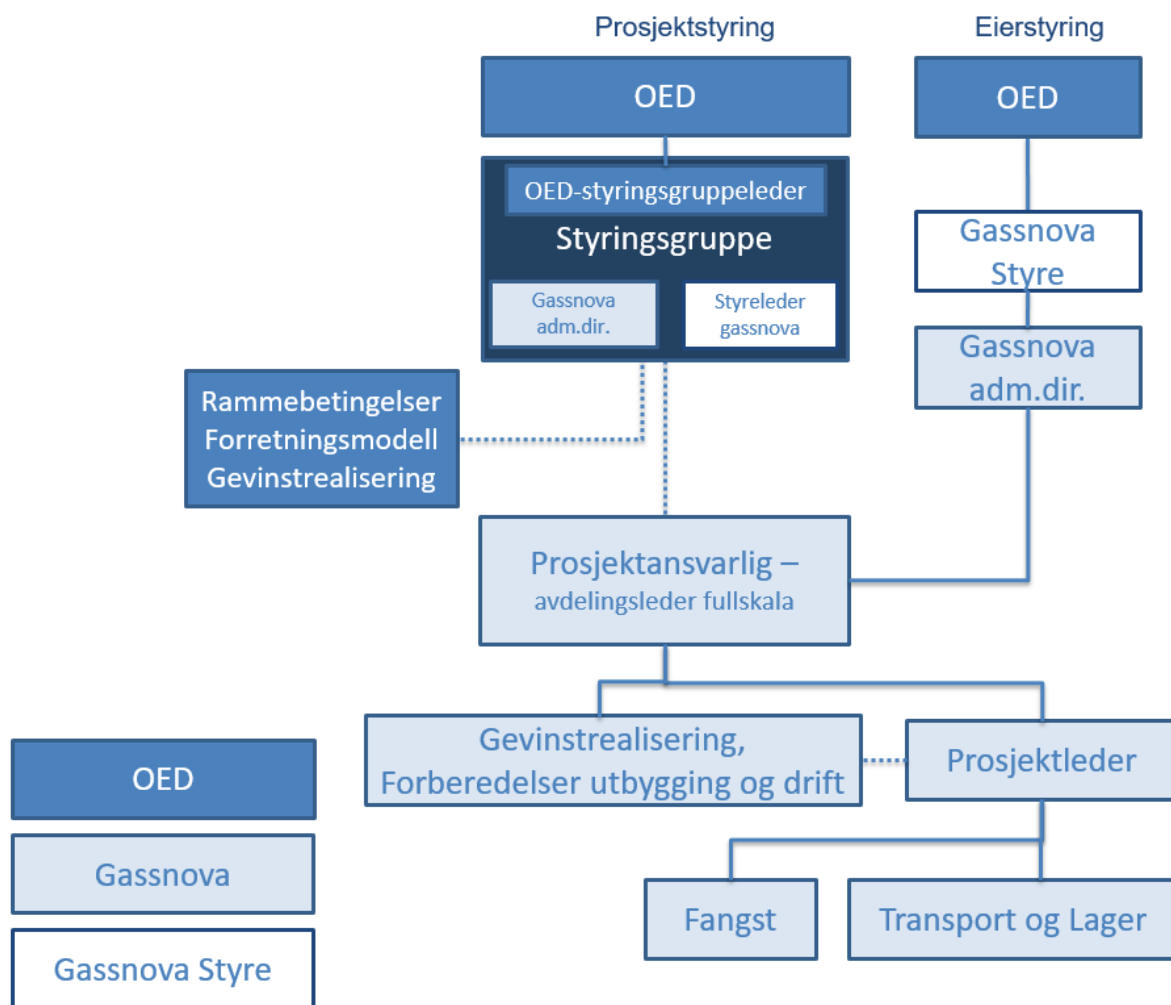 Prosjektstyring
Eierstyring
OED
OED
OED-styringsgruppeleder
Styringsgruppe
Gassnova
adm.dir.
Styreleder
gassnova
Gassnova
Styre
Gassnova
adm.dir.
Rammebetingelser
Forretningsmodell
Gevinstrealisering
Prosjektansvarlig –
avdelingsleder fullskala
Gevinstrealisering,
Forberedelser utbygging og drift
Prosjektleder
Fangst
Transport og Lager
OED
Gassnova
Gassnova Styre